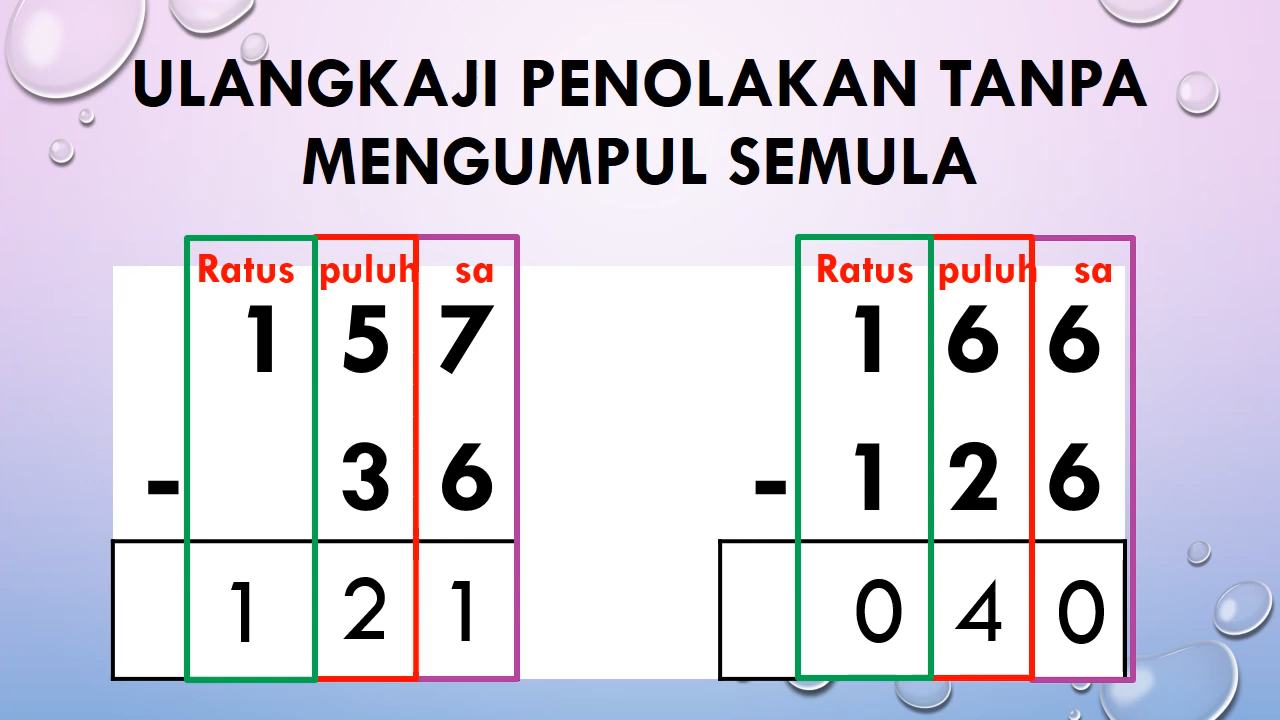 ULANGKAJI PENOLAKAN TANPA
MENGUMPUL SEMULA
Ratus puluh sa
1 5 7
- 3 6
1 2 1
Ratus puluh sa
1 6 6
- 1 2 6
0 4 0